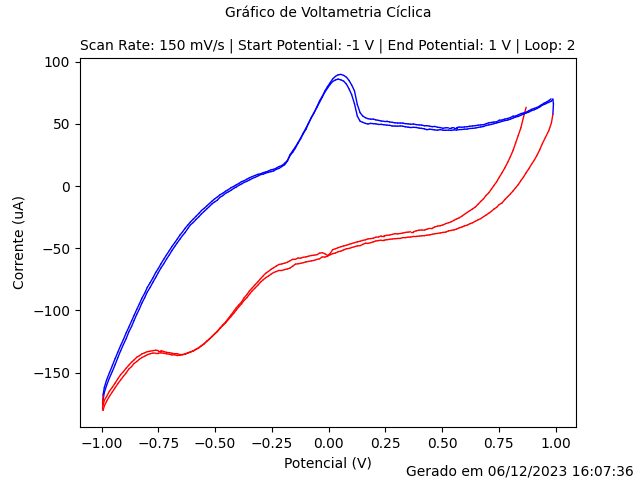 Gráfico de Voltametria Cíclica
Scan Rate: 150 mV/s | Start Potential: -1 V | End Potential: 1 V | Loop: 2
100
50
0
−50
−100
−150
Corrente (uA)
−1.00 −0.75 −0.50 −0.25 0.00 0.25 0.50 0.75 1.00
Potencial (V)
Gerado em 06/12/2023 16:07:36